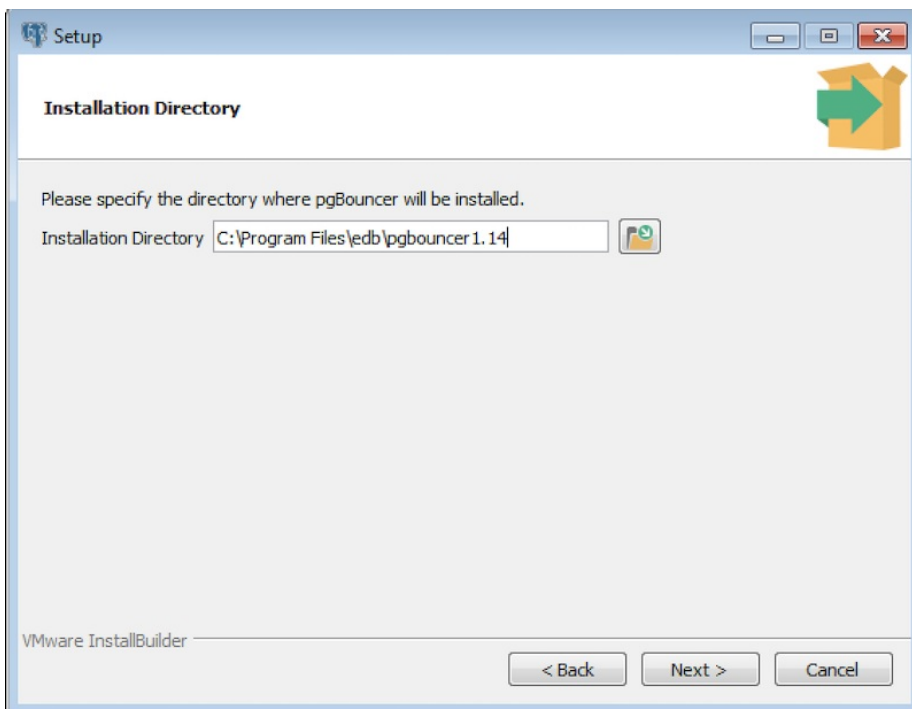 Setup
Installation Directory
Please specify the directory where pgBouncer will be installed.
Installation Directory C:\Program Files\edb\pgbouncer1.14
VMware InstallBuilder
< Back Next > Cancel